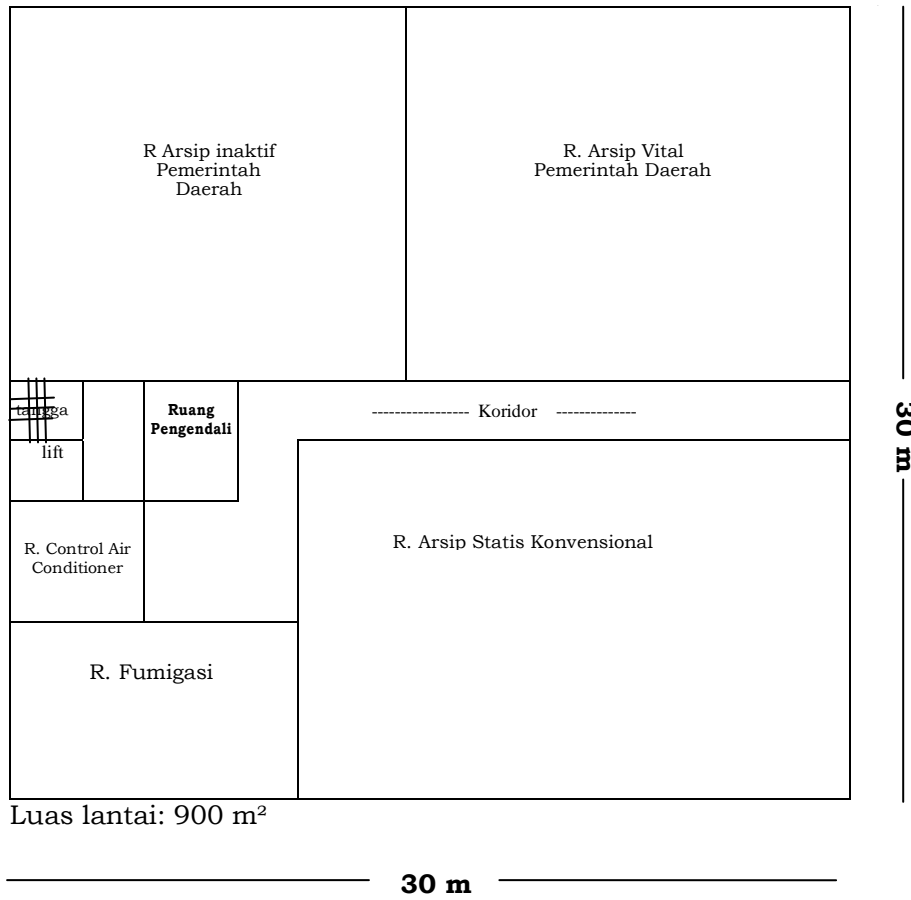 R Arsip inaktif
Pemerintah
Daerah
R. Arsip Vital
Pemerintah Daerah
tangga
lift
Ruang
Pengendali
----------------- Koridor --------------
R. Control Air
Conditioner
R. Arsip Statis Konvensional
R. Fumigasi
30 m
Luas lantai: 900 m²
30 m